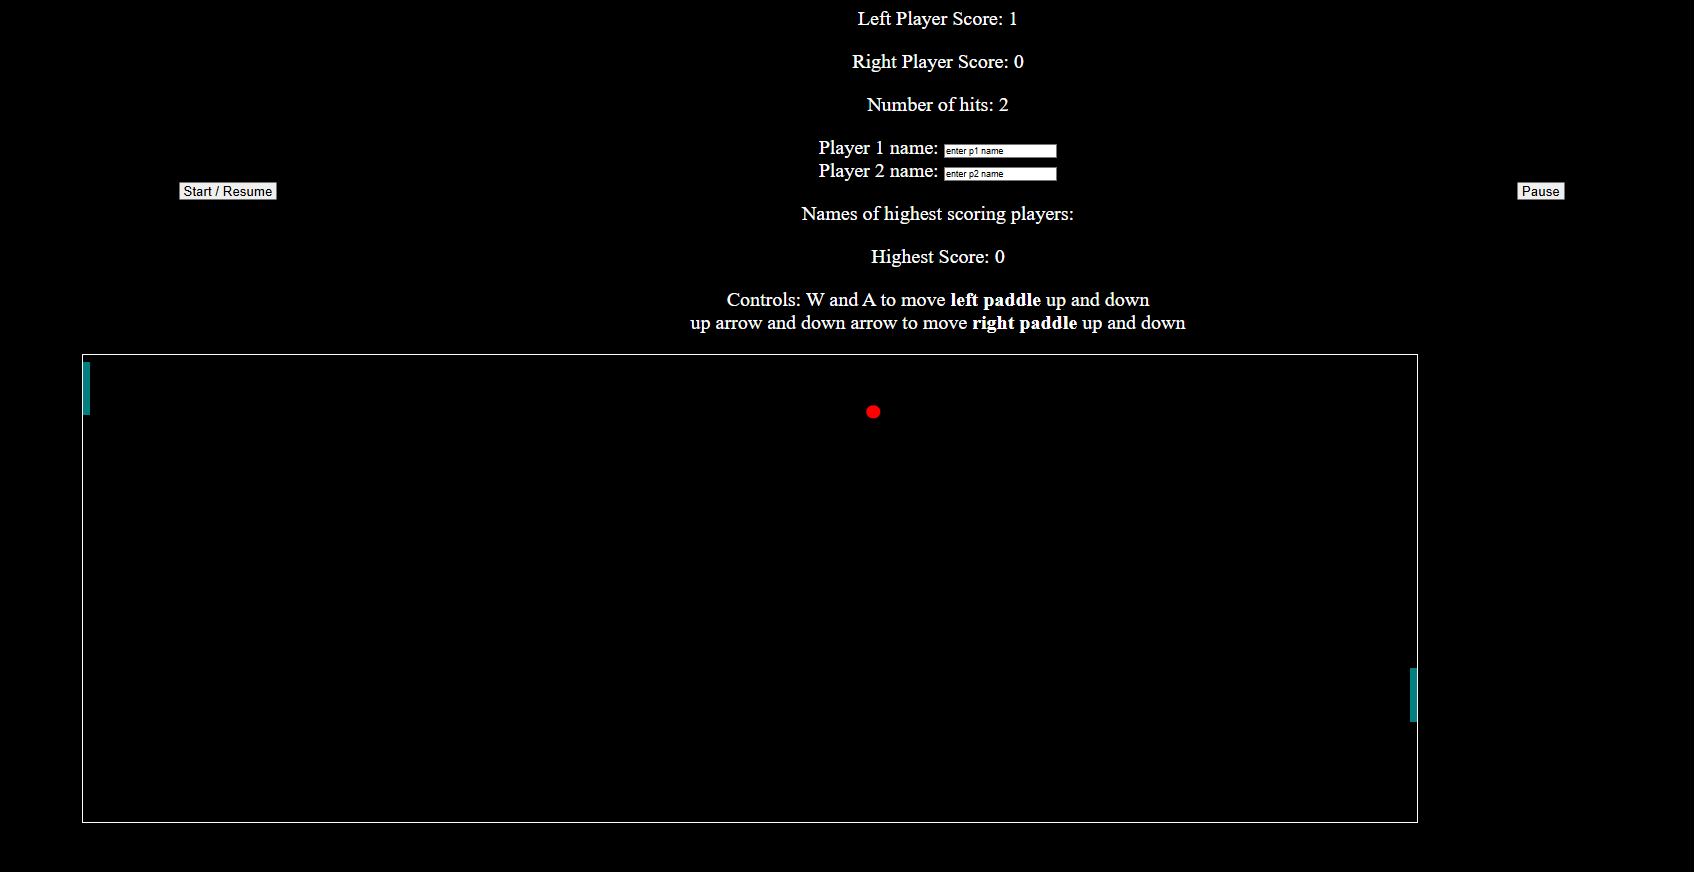 Left Player Score: 1
Right Player Score: 0
Number of hits: 2
Player 1 name: enter p1 name
Player 2 name: enter p2 name
Start / Resume
Pause
Names of highest scoring players:
Highest Score: 0
Controls: W and A to move left paddle up and down
up arrow and down arrow to move right paddle up and down